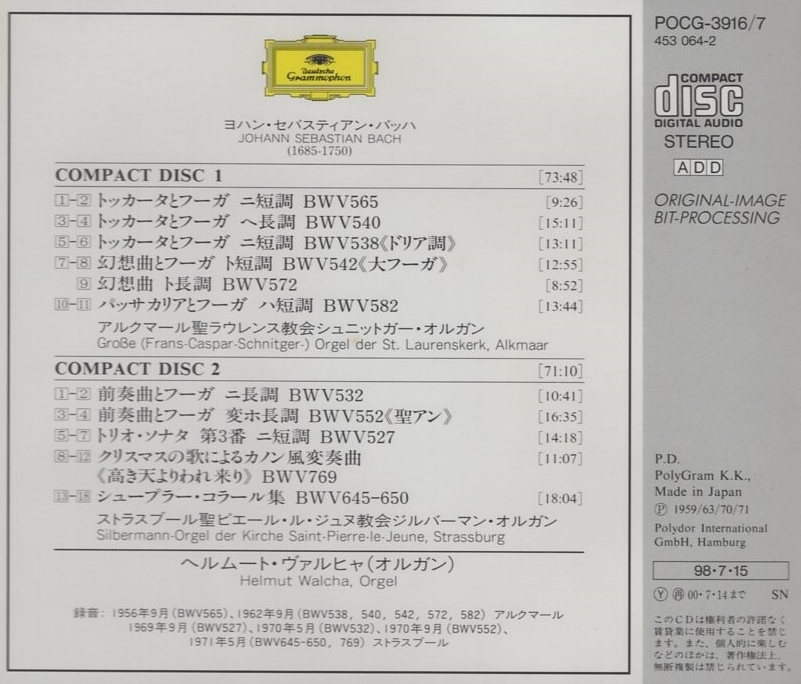 Deutsche
Grammophon
ヨハン・セバスティアン・バッハ
JOHANN SEBASTIAN BACH
(1685-1750)
COMPACT DISC 1 [73:48]
1-2 トッカータとフーガ ニ短調 BWV565 [9:26]
3-4 トッカータとフーガ ヘ長調 BWV540 [15:11]
5-6 トッカータとフーガ ニ短調 BWV538《ドリア調》 [13:11]
7-8 幻想曲とフーガ ト短調 BWV542《大フーガ》 [12:55]
9 幻想曲 ト長調 BWV572 [8:52]
10-11 パッサカリアとフーガ ハ短調 BWV582 [13:44]
アルクマール聖ラウレンス教会シュニットガー・オルガン
Große (Frans-Caspar-Schnitger-) Orgel der St. Laurenskerk, Alkmaar
COMPACT DISC 2 [71:10]
1-2 前奏曲とフーガ ニ長調 BWV532 [10:41]
3-4 前奏曲とフーガ 変ホ長調 BWV552《聖アン》 [16:35]
5-7 トリオ・ソナタ 第3番 ニ短調 BWV527 [14:18]
8-12 クリスマスの歌によるカノン風変奏曲 [11:07]
《高き天よりわれ来り》 BWV769
13-18 シューブラー・コラール集 BWV645-650 [18:04]
ストラスブール聖ピエール・ル・ジュヌ教会ジルバーマン・オルガン
Silbermann-Orgel der Kirche Saint-Pierre-le-Jeune, Strassburg
ヘルムート・ヴァルヒャ(オルガン)
Helmut Walcha, Orgel
録音: 1956年9月(BWV565)、1962年9月(BWV538, 540, 542, 572, 582) アルクマール
1969年9月(BWV527)、1970年5月(BWV532)、1970年9月(BWV552)、
1971年5月(BWV645-650, 769) ストラスブール
POCG-3916/7
453 064-2
COMPACT
disc
DIGITAL AUDIO
STEREO
ADD
ORIGINAL-IMAGE
BIT-PROCESSING
P.D.
PolyGram K.K.,
Made in Japan
Ⓟ 1959/63/70/71
Polydor International
GmbH, Hamburg
98・7・15
Ⓨ 再 00・7・14まで SN
このCDは権利者の許諾なく
賃貸業に使用することを禁じ
ます。また、個人的に楽しむ
などのほかは、著作権法上、
無断複製は禁じられています。